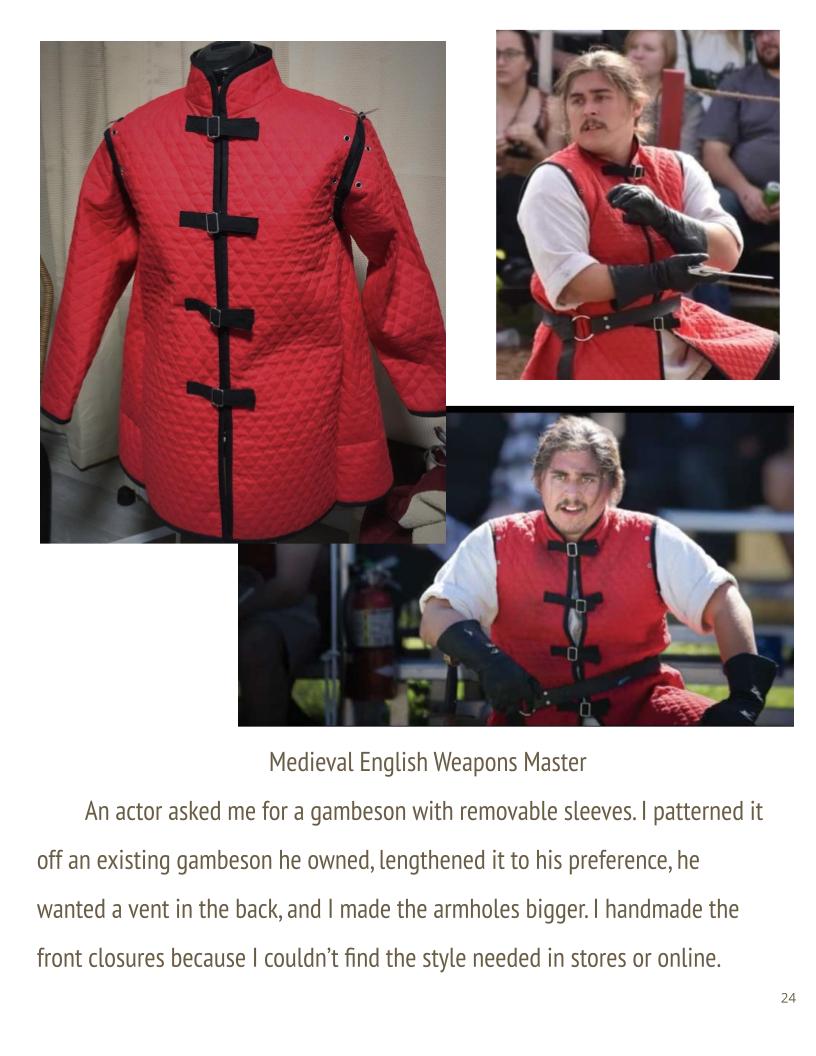 Medieval English Weapons Master
An actor asked me for a gambeson with removable sleeves. I patterned it
off an existing gambeson he owned, lengthened it to his preference, he
wanted a vent in the back, and I made the armholes bigger. I handmade the
front closures because I couldn’t find the style needed in stores or online.
24